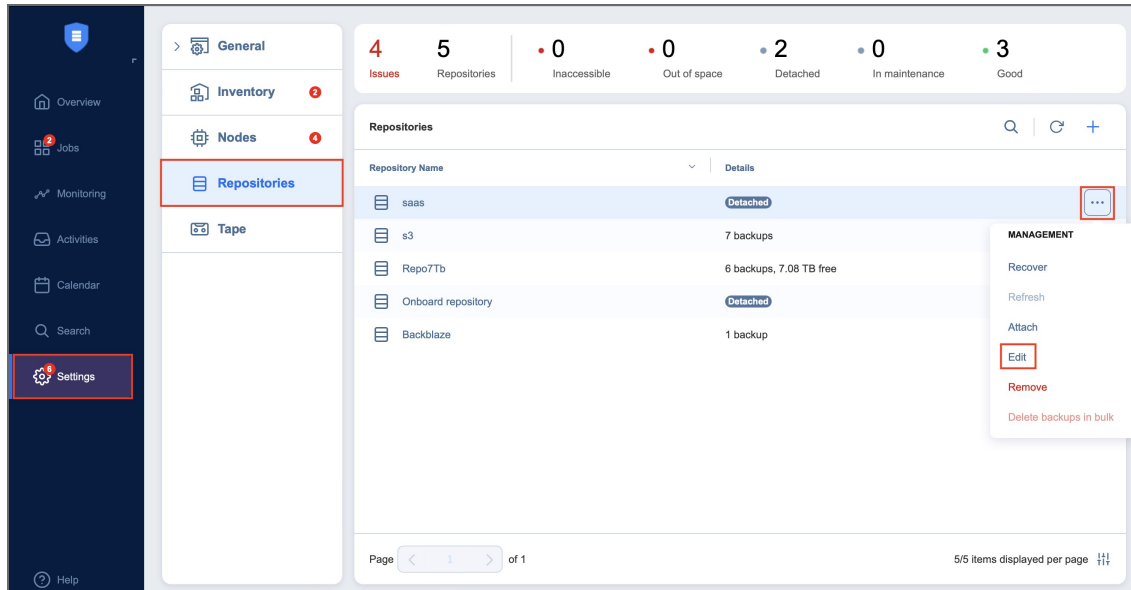 Overview
2
Jobs
Monitoring
Activities
Calendar
Search
6
Settings
Help
General
Inventory 2
Nodes 4
Repositories
Tape
4 5 0 0 2 0 3
Issues Repositories Inaccessible Out of space Detached In maintenance Good
Repositories
Repository Name Details
saas Detached
s3 7 backups
Repo7Tb 6 backups, 7.08 TB free
Onboard repository Detached
Backblaze 1 backup
MANAGEMENT
Recover
Refresh
Attach
Edit
Remove
Delete backups in bulk
Page 1 of 1 5/5 items displayed per page